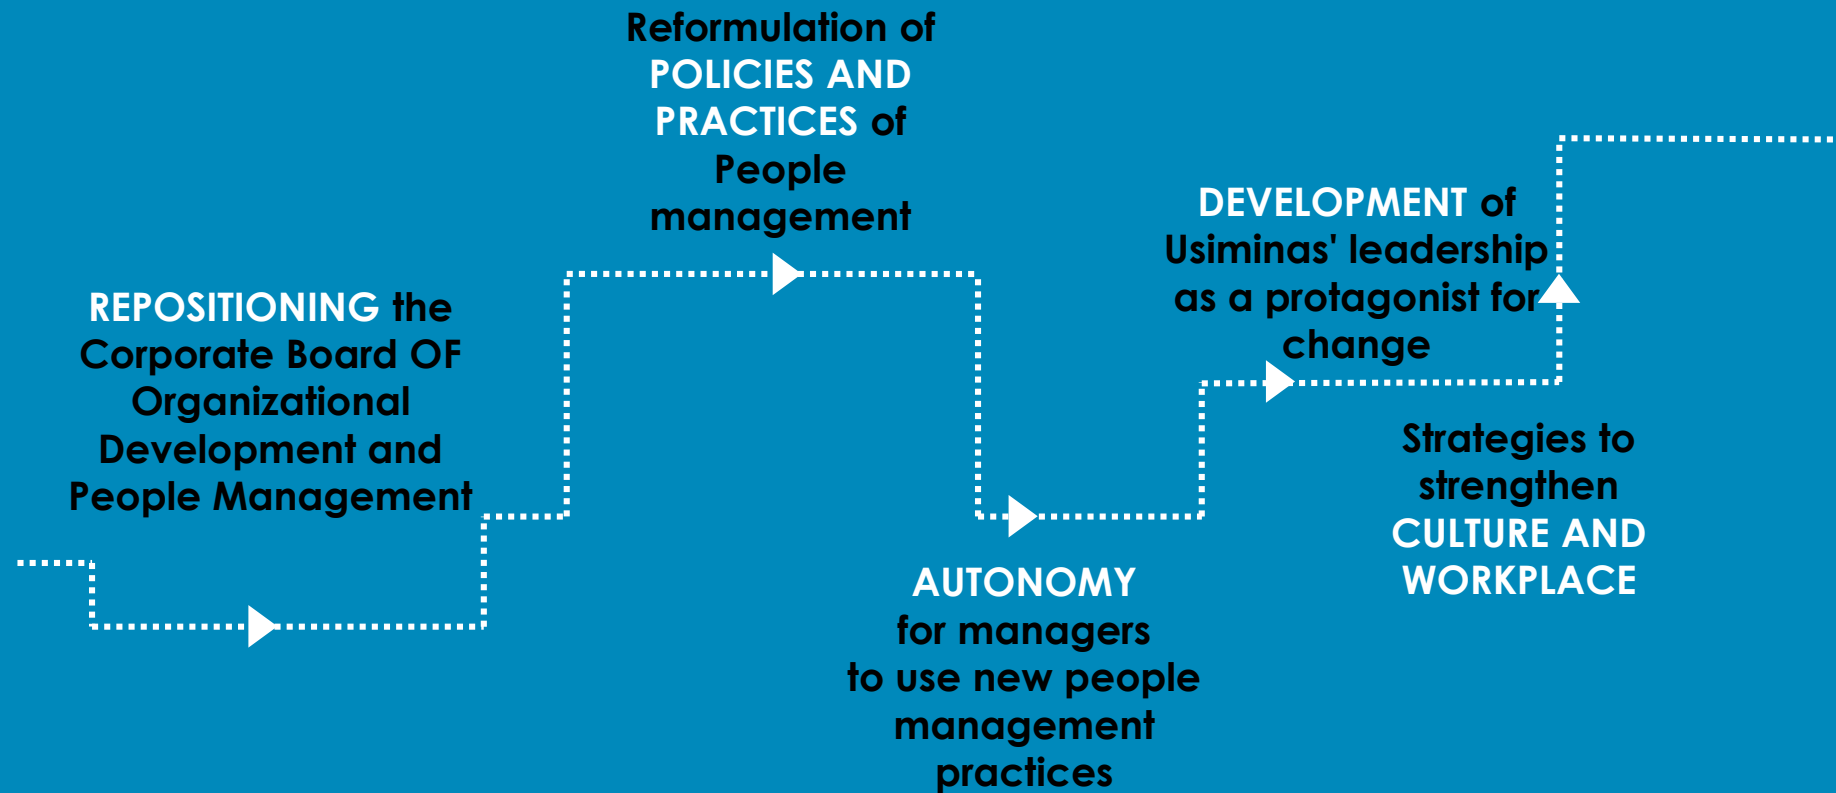 REPOSITIONING the
Corporate Board OF
Organizational
Development and
People Management
Reformulation of
POLICIES AND
PRACTICES of
People
management
AUTONOMY
for managers
to use new people
management
practices
DEVELOPMENT of
Usiminas' leadership
as a protagonist for
change
Strategies to
strengthen
CULTURE AND
WORKPLACE